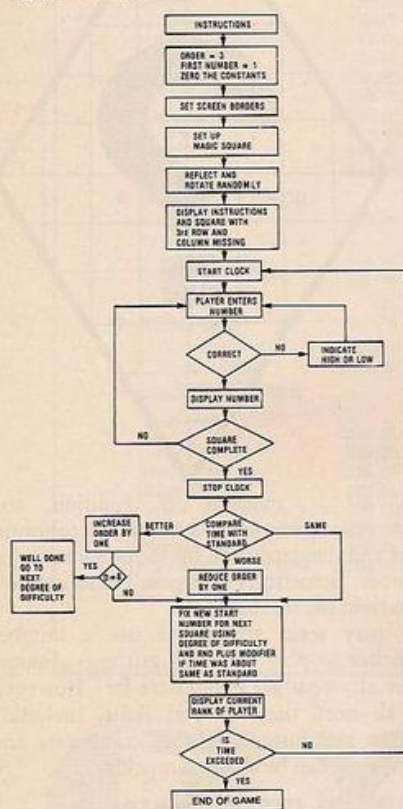 INSTRUCTIONS
ORDER = 3
FIRST NUMBER = 1
ZERO THE CONSTANTS
SET SCREEN BORDERS
SET UP
MAGIC SQUARE
REFLECT AND
ROTATE RANDOMLY
DISPLAY INSTRUCTIONS
AND SQUARE WITH
3rd ROW AND
COLUMN MISSING
START CLOCK
PLAYER ENTERS
NUMBER
CORRECT
NO
INDICATE
HIGH OR LOW
DISPLAY NUMBER
NO
SQUARE
COMPLETE
YES
STOP CLOCK
INCREASE
ORDER BY
ONE
BETTER
COMPARE
TIME WITH
STANDARD
SAME
WORSE
WELL DONE
GO TO
NEXT
DEGREE OF
DIFFICULTY
YES
NO
REDUCE ORDER
BY ONE
FIX NEW START
NUMBER FOR NEXT
SQUARE USING
DEGREE OF DIFFICULTY
AND RND PLUS MODIFIER
IF TIME WAS ABOUT
SAME AS STANDARD
DISPLAY CURRENT
RANK OF PLAYER
IS
TIME
EXCEEDED
NO
YES
END OF GAME